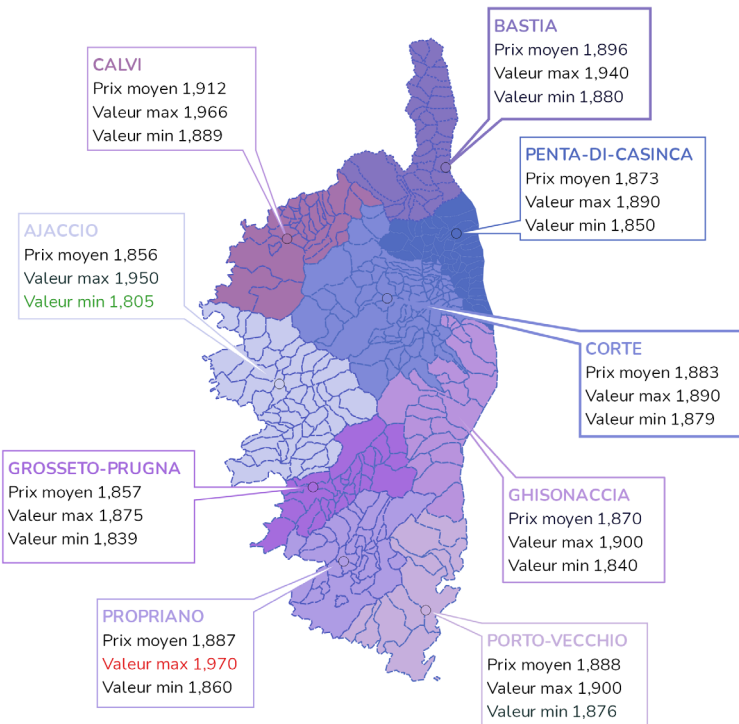 BASTIA
Prix moyen 1,896
Valeur max 1,940
Valeur min 1,880
CALVI
Prix moyen 1,912
Valeur max 1,966
Valeur min 1,889
PENTA-DI-CASINCA
Prix moyen 1,873
Valeur max 1,890
Valeur min 1,850
AJACCIO
Prix moyen 1,856
Valeur max 1,950
Valeur min 1,805
CORTE
Prix moyen 1,883
Valeur max 1,890
Valeur min 1,879
GROSSETO-PRUGNA
Prix moyen 1,857
Valeur max 1,875
Valeur min 1,839
GHISONACCIA
Prix moyen 1,870
Valeur max 1,900
Valeur min 1,840
PROPRIANO
Prix moyen 1,887
Valeur max 1,970
Valeur min 1,860
PORTO-VECCHIO
Prix moyen 1,888
Valeur max 1,900
Valeur min 1,876